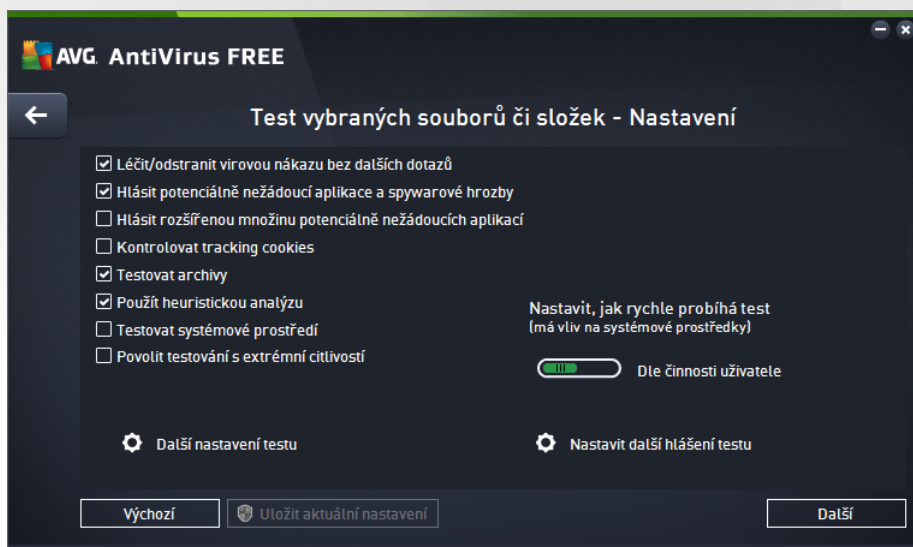 AVG. AntiVirus FREE
Test vybraných souborů či složek - Nastavení
Léčit/odstranit virovou nákazu bez dalších dotazů
Hlásit potenciálně nežádoucí aplikace a spywarové hrozby
Hlásit rozšířenou množinu potenciálně nežádoucích aplikací
Kontrolovat tracking cookies
Testovat archivy
Použít heuristickou analýzu
Testovat systémové prostředí
Povolit testování s extrémní citlivostí
Nastavit, jak rychle probíhá test
(má vliv na systémové prostředky)
Dle činnosti uživatele
Další nastavení testu
Nastavit další hlášení testu
Výchozí
Uložit aktuální nastavení
Další